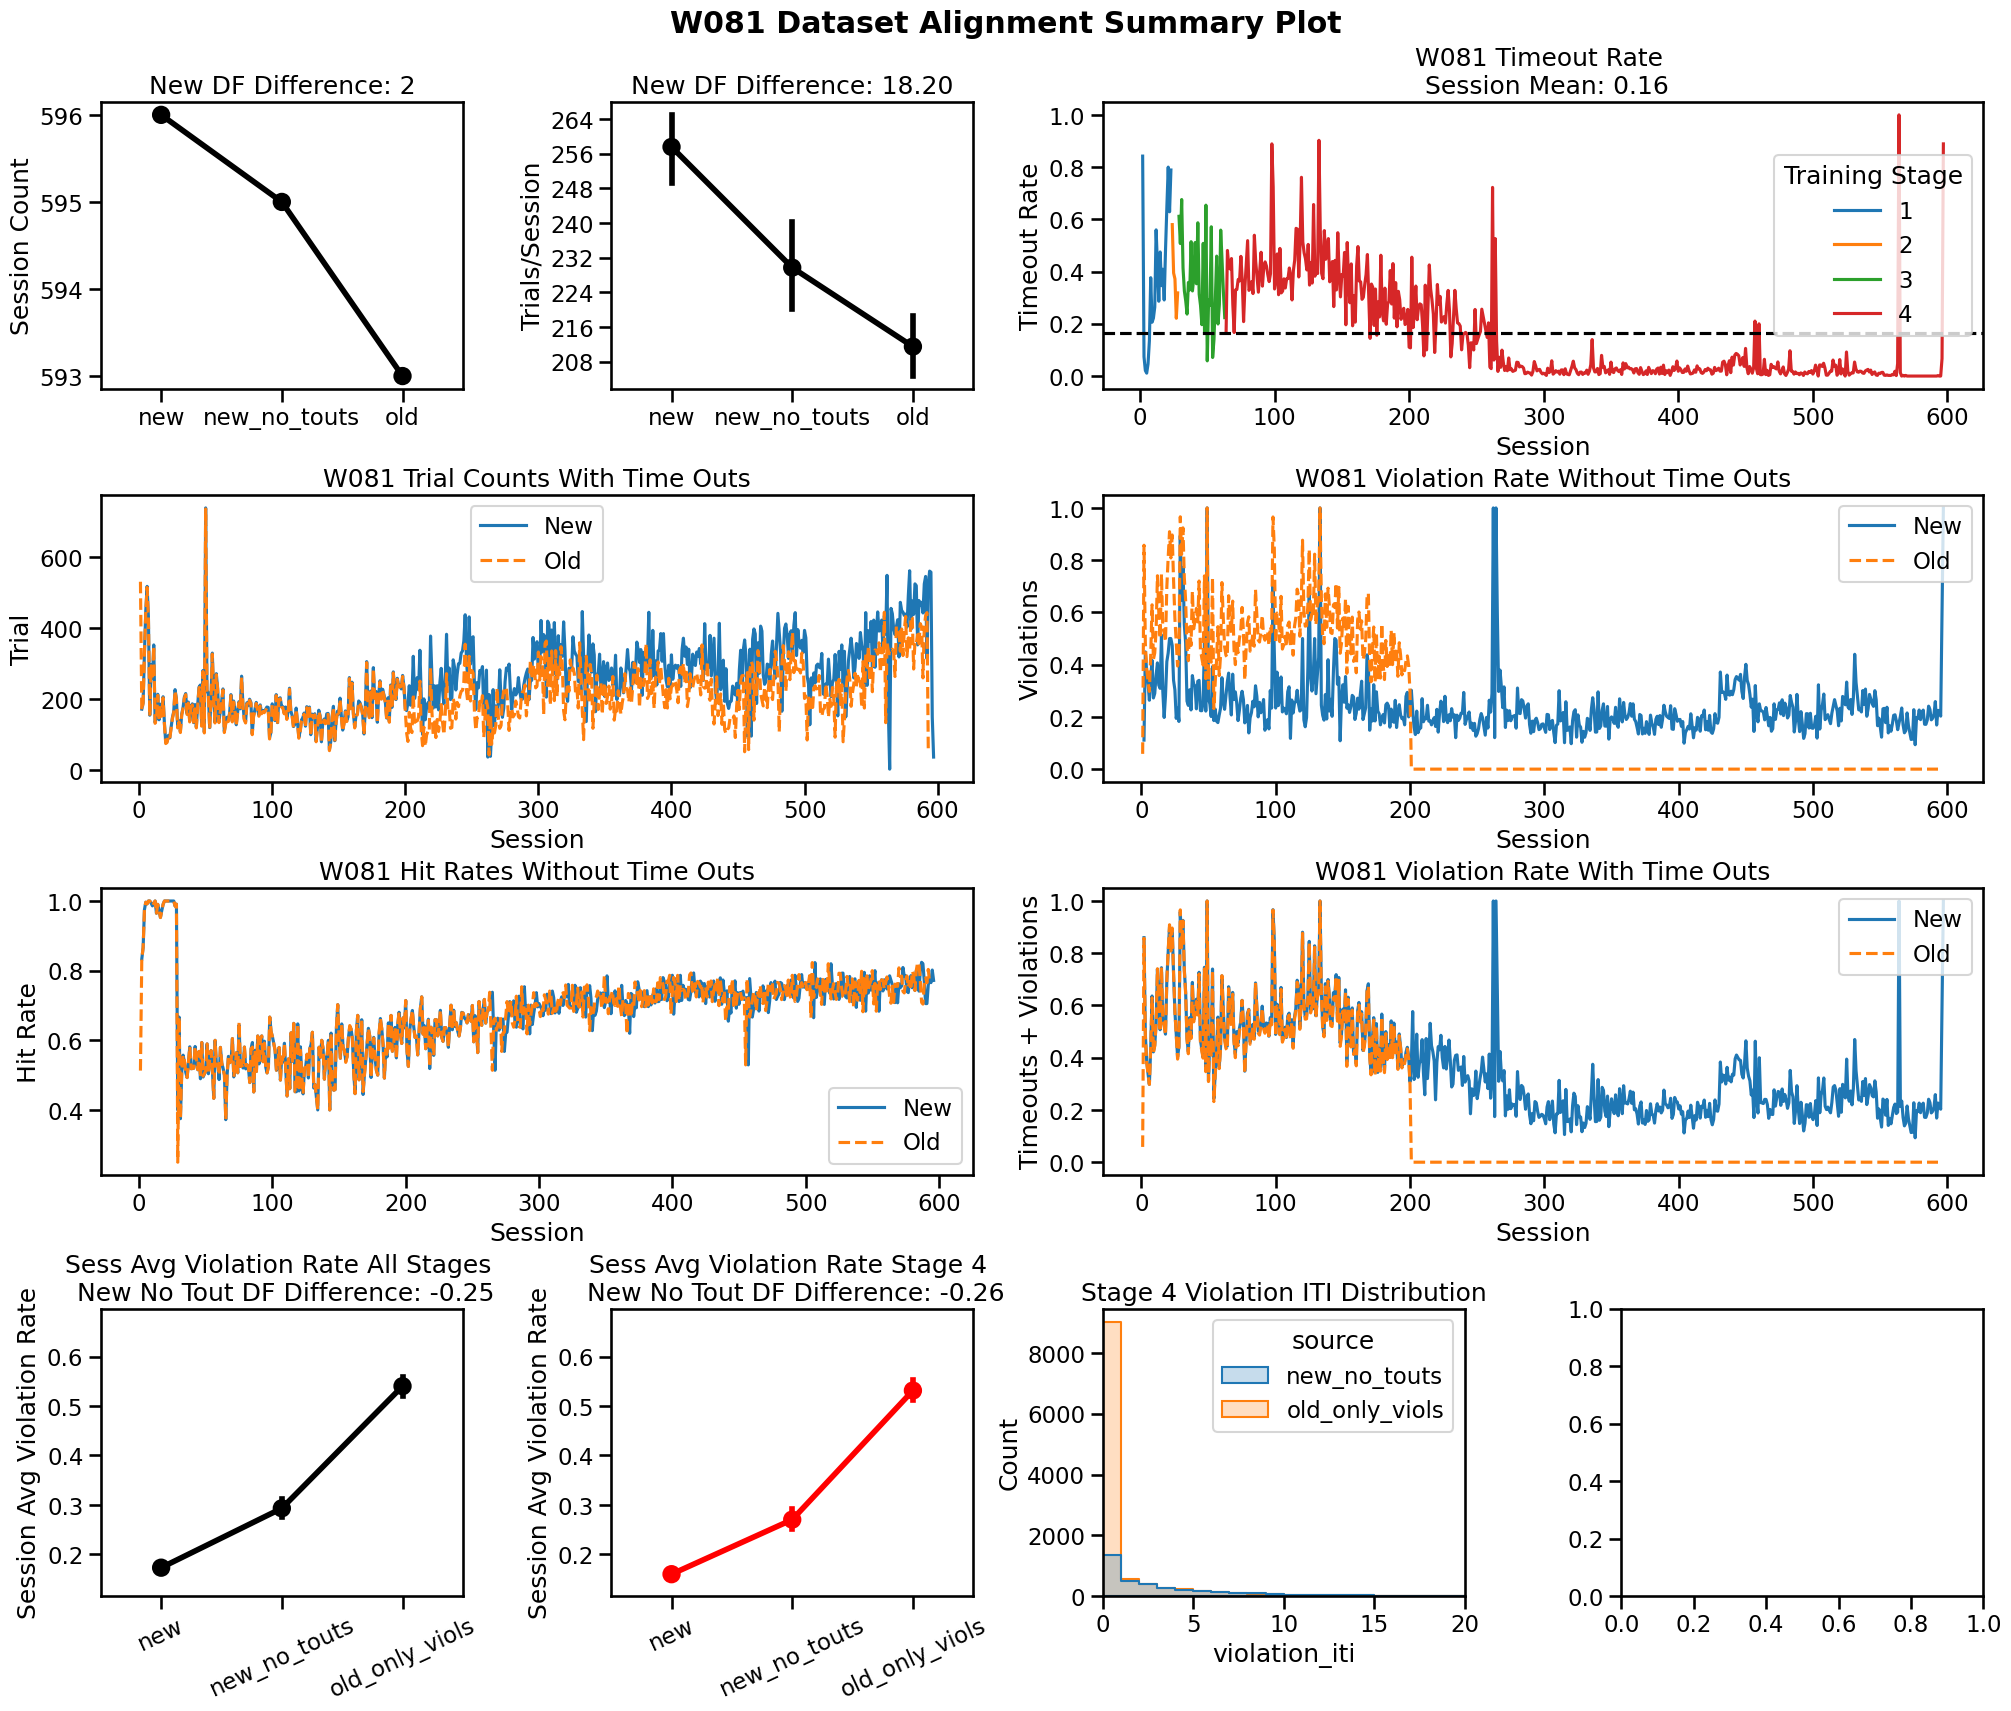 W081 Dataset Alignment Summary Plot
New DF Difference: 2
Session Count
596
595
594
593
new
new_no_touts
old
New DF Difference: 18.20
Trials/Session
264
256
248
240
232
224
216
208
new
new_no_touts
old
W081 Timeout Rate
Session Mean: 0.16
Timeout Rate
1.0
0.8
0.6
0.4
0.2
0.0
Training Stage
1
2
3
4
0
100
200
300
400
500
600
Session
W081 Trial Counts With Time Outs
Trial
600
400
200
0
New
Old
0
100
200
300
400
500
600
Session
W081 Violation Rate Without Time Outs
Violations
1.0
0.8
0.6
0.4
0.2
0.0
New
Old
0
100
200
300
400
500
600
Session
W081 Hit Rates Without Time Outs
Hit Rate
1.0
0.8
0.6
0.4
New
Old
0
100
200
300
400
500
600
Session
W081 Violation Rate With Time Outs
Timeouts + Violations
1.0
0.8
0.6
0.4
0.2
0.0
New
Old
0
100
200
300
400
500
600
Session
Sess Avg Violation Rate All Stages
New No Tout DF Difference: -0.25
Session Avg Violation Rate
0.6
0.5
0.4
0.3
0.2
new
new_no_touts
old_only_viols
Sess Avg Violation Rate Stage 4
New No Tout DF Difference: -0.26
Session Avg Violation Rate
0.6
0.5
0.4
0.3
0.2
new
new_no_touts
old_only_viols
Stage 4 Violation ITI Distribution
Count
8000
6000
4000
2000
0
source
new_no_touts
old_only_viols
0
5
10
15
20
violation_iti
1.0
0.8
0.6
0.4
0.2
0.0
0.0
0.2
0.4
0.6
0.8
1.0